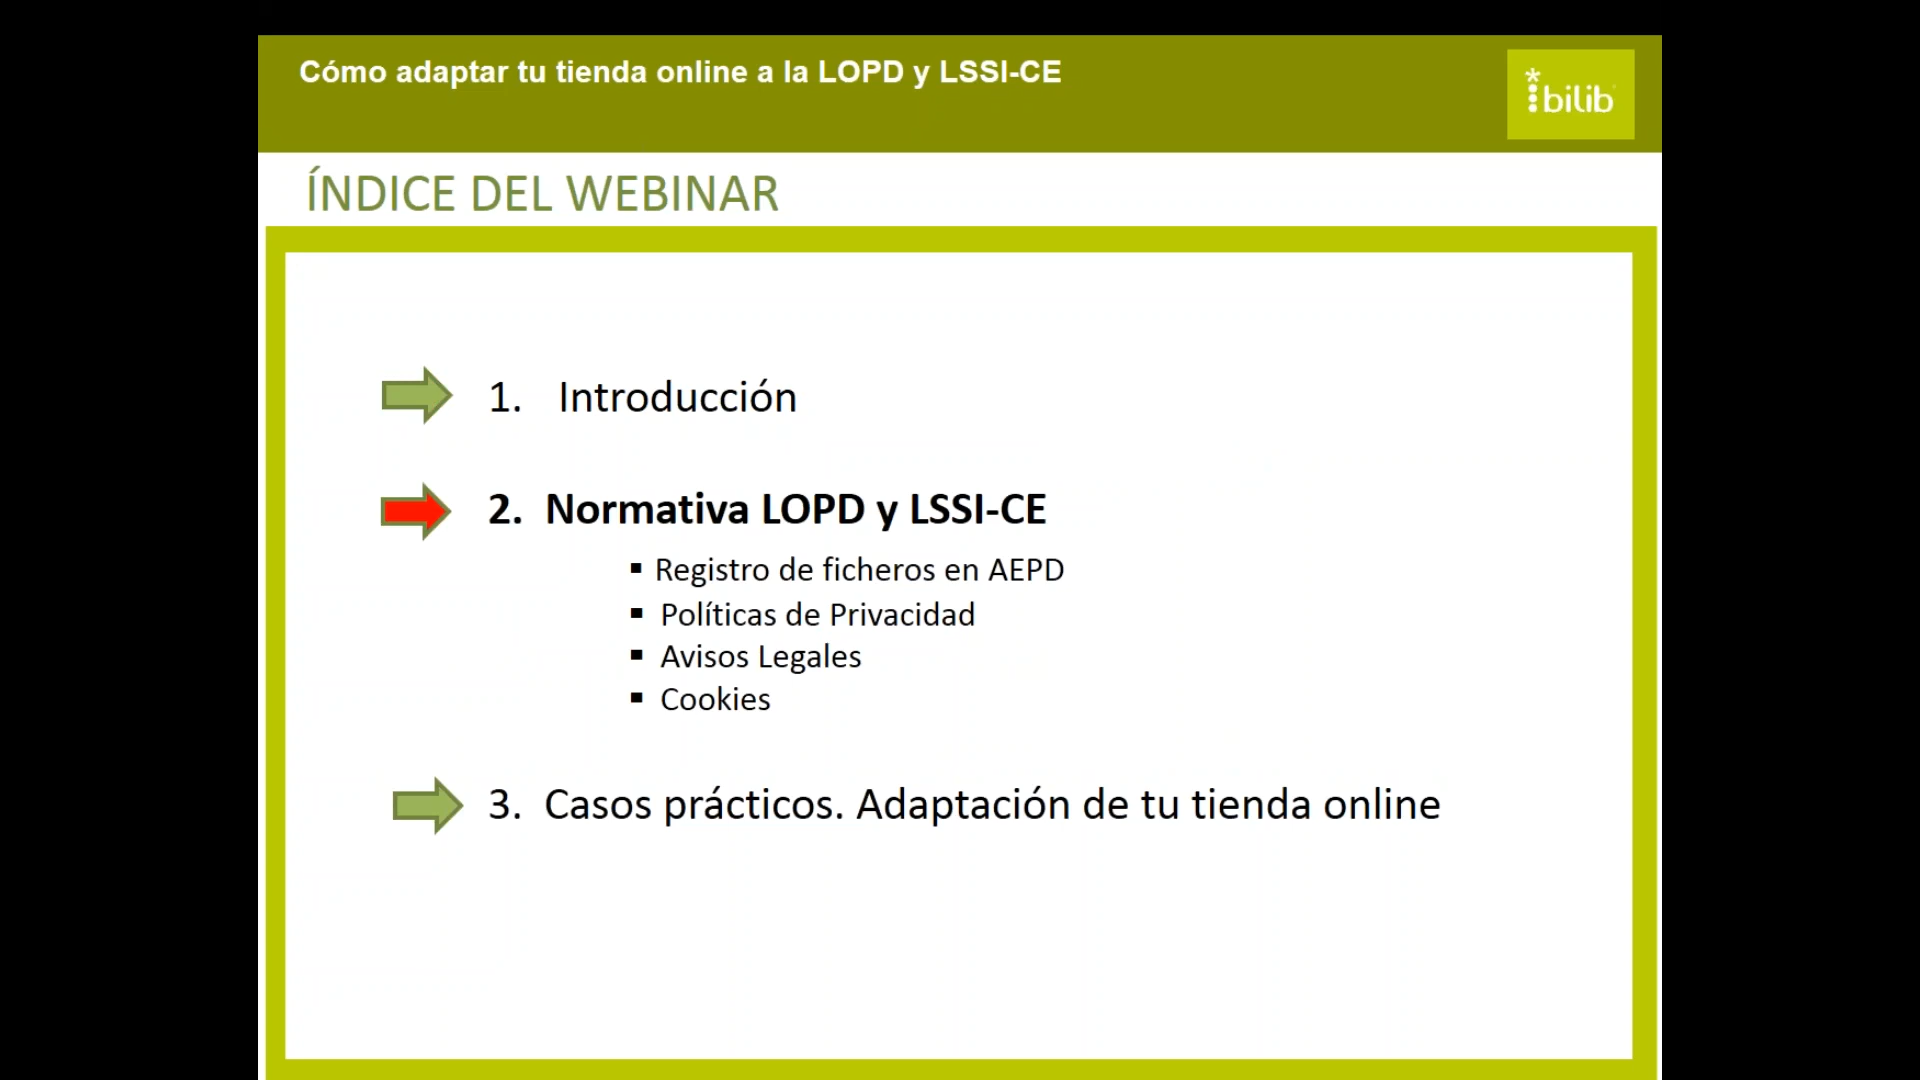 Cómo adaptar tu tienda online a la LOPD y LSSI-CE
bilib
ÍNDICE DEL WEBINAR
1. Introducción
2. Normativa LOPD y LSSI-CE
▪ Registro de ficheros en AEPD
▪ Políticas de Privacidad
▪ Avisos Legales
▪ Cookies
3. Casos prácticos. Adaptación de tu tienda online